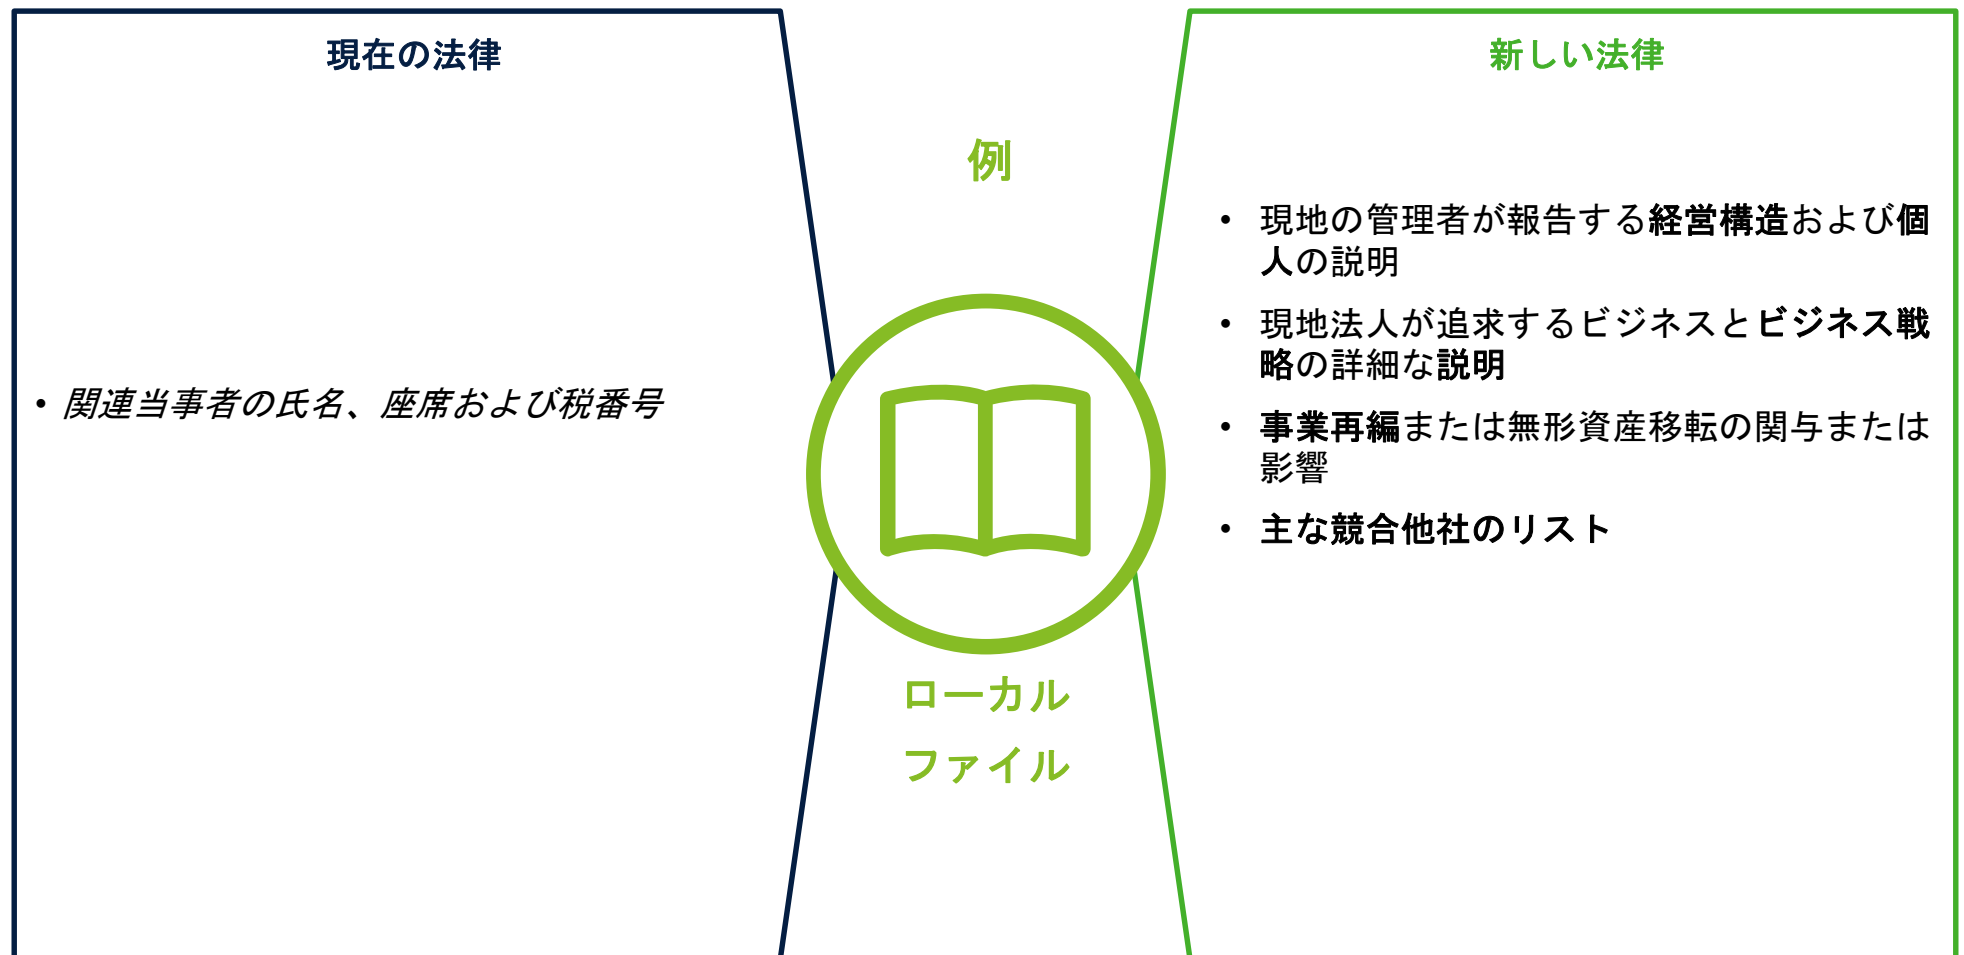 現在の法律
• 関連当事者の氏名、座席および税番号
例
ローカル
ファイル
新しい法律
• 現地の管理者が報告する経営構造および個
人の説明
• 現地法人が追求するビジネスとビジネス戦
略の詳細な説明
• 事業再編または無形資産移転の関与または
影響
• 主な競合他社のリスト